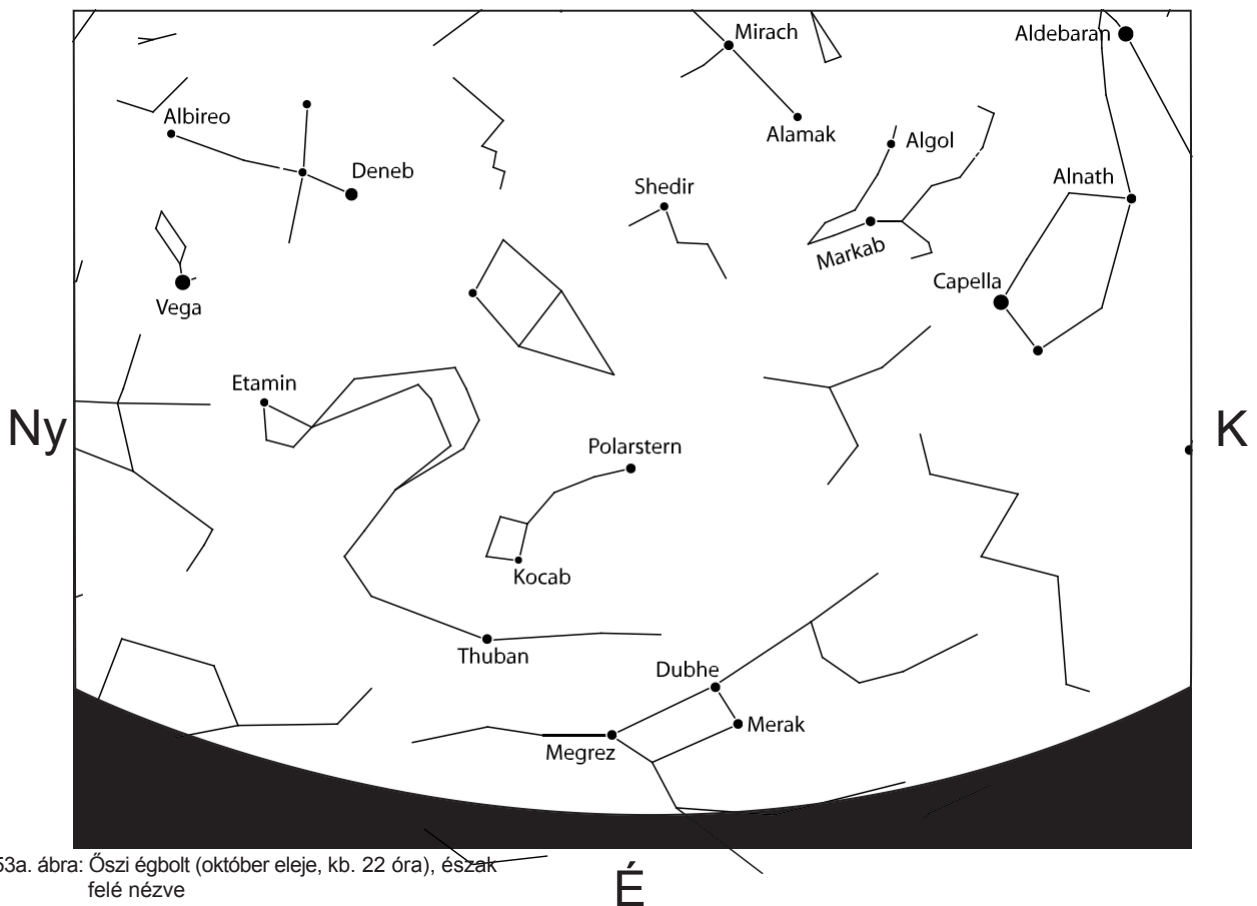 Mirach
Aldebaran
Albireo
Alamak
Algol
Deneb
Shedir
Alnath
Markab
Capella
Vega
Etamin
Ny
K
Polarstern
Kocab
Thuban
Dubhe
Merak
Megrez
53a. ábra: Őszi égbolt (október eleje, kb. 22 óra), észak
felé nézve
É